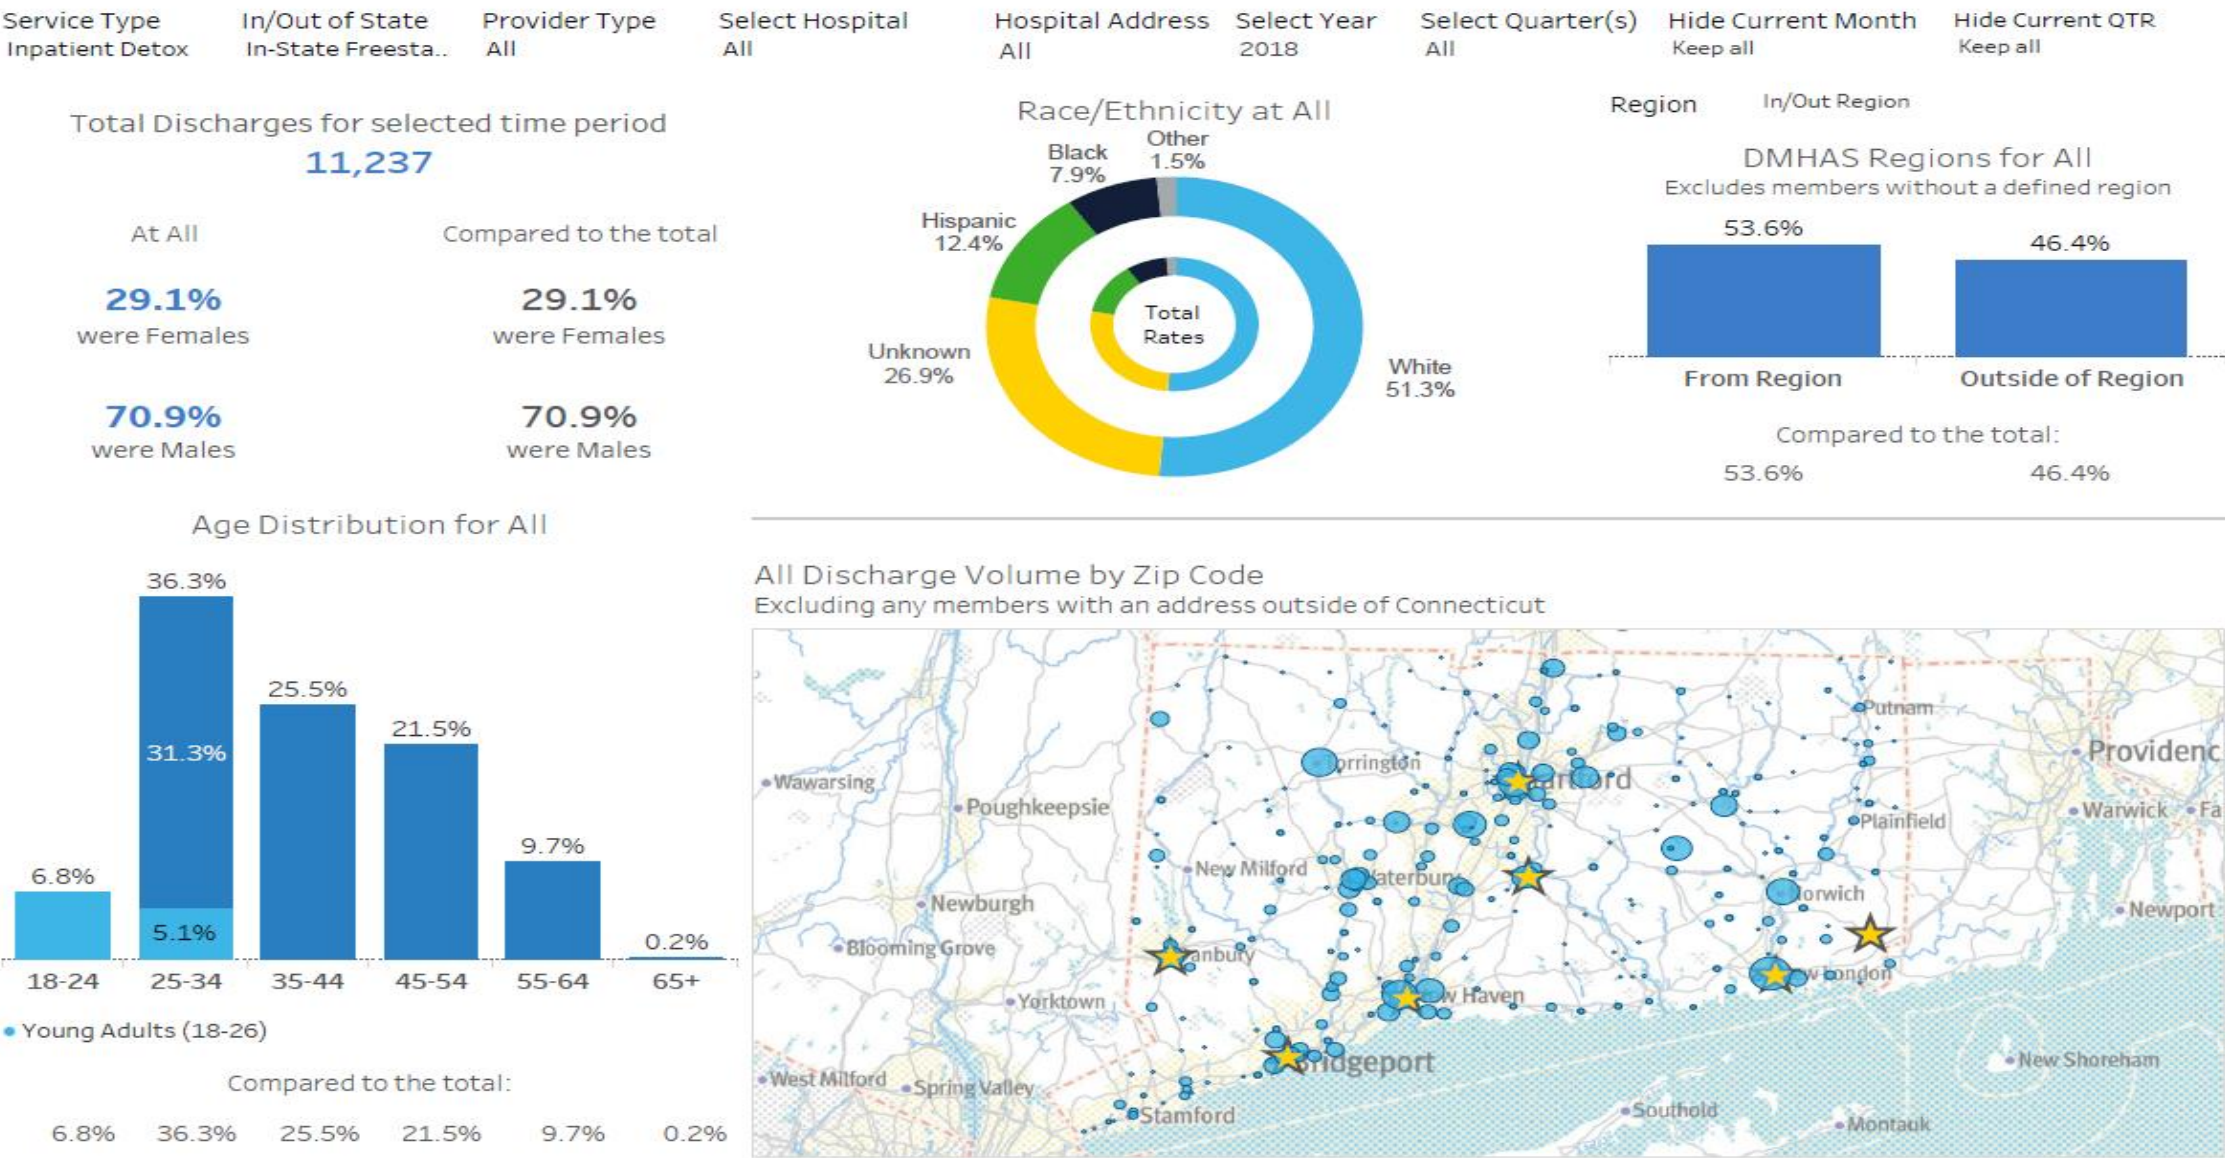 Service Type
Inpatient Detox
In/Out of State
In-State Freesta..
Provider Type
All
Select Hospital
All
Hospital Address
All
Select Year
2018
Select Quarter(s)
All
Hide Current Month
Keep all
Hide Current QTR
Keep all
Total Discharges for selected time period
11,237
At All
Compared to the total
29.1%
were Females
29.1%
were Females
70.9%
were Males
70.9%
were Males
Race/Ethnicity at All
Other
1.5%
Black
7.9%
Hispanic
12.4%
Unknown
26.9%
White
51.3%
Total
Rates
Region
In/Out Region
DMHAS Regions for All
Excludes members without a defined region
53.6%
46.4%
From Region
Outside of Region
Compared to the total:
53.6%
46.4%
Age Distribution for All
36.3%
31.3%
5.1%
25.5%
21.5%
9.7%
6.8%
0.2%
18-24
25-34
35-44
45-54
55-64
65+
Young Adults (18-26)
Compared to the total:
6.8% 36.3% 25.5% 21.5% 9.7% 0.2%
All Discharge Volume by Zip Code
Excluding any members with an address outside of Connecticut
Putnam
Providenc
orrington
artford
Wawarsing
Poughkeepsie
Warwick
Fa
Plainfield
New Milford
aterbury
Norwich
Newburgh
Newport
Blooming Grove
anbury
w London
Yorktown
w Haven
New Shoreham
idgeport
West Milford
Spring Valley
Stamford
Southold
Montauk